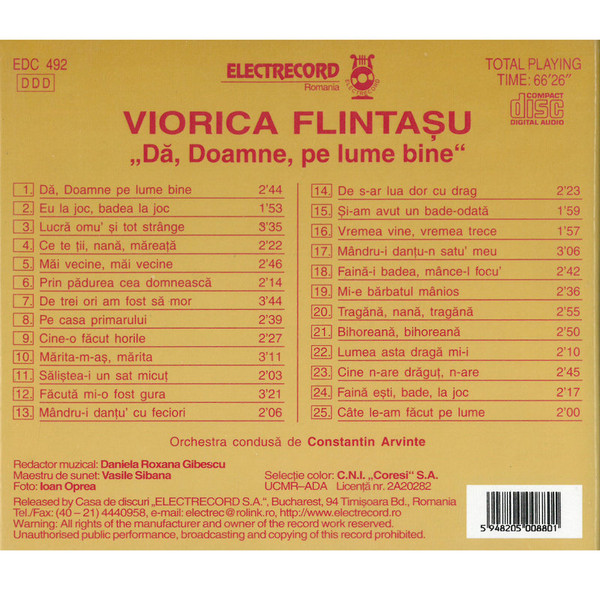 EDC 492
DDD
ELECTRECORD
Romania
ELECTRECORD
TOTAL PLAYING
TIME: 66'26"
COMPACT
disc
DIGITAL AUDIO
VIORICA FLINTAȘU
„Dă, Doamne, pe lume bine“
1. Dă, Doamne pe lume bine 2'44
2. Eu la joc, badea la joc 1'53
3. Lucră omu' și tot strânge 3'35
4. Ce te ții, nană, măreață 2'22
5. Măi vecine, măi vecine 2'46
6. Prin pădurea cea domnească 2'14
7. De trei ori am fost să mor 3'44
8. Pe casa primarului 2'39
9. Cine-o făcut horile 2'27
10. Mărita-m-aș, mărita 3'11
11. Săliștea-i un sat micuț 2'03
12. Făcută mi-o fost gura 3'21
13. Mândru-i danțu' cu feciori 2'06
14. De s-ar lua dor cu drag 2'23
15. Și-am avut un bade-odată 1'59
16. Vremea vine, vremea trece 1'57
17. Mândru-i danțu-n satu' meu 3'06
18. Faină-i badea, mânce-l focu' 2'42
19. Mi-e bărbatul mânios 2'36
20. Tragănă, nană, tragănă 2'55
21. Bihoreană, bihoreană 2'50
22. Lumea asta dragă mi-i 2'10
23. Cine n-are drăguț, n-are 2'45
24. Faină ești, bade, la joc 2'17
25. Câte le-am făcut pe lume 2'00
Orchestra condusă de Constantin Arvinte
Redactor muzical: Daniela Roxana Gibescu
Maestru de sunet: Vasile Sibana
Foto: Ioan Oprea
Selecție color: C.N.I. „Coresi“ S.A.
UCMR–ADA Licență nr. 2A20282
Released by Casa de discuri „ELECTRECORD S.A.“, Bucharest, 94 Timișoara Bd., Romania
Tel./Fax: (40 – 21) 4440958, e-mail: electrec@rolink.ro, http://www.electrecord.ro
Warning: All rights of the manufacturer and owner of the record work reserved.
Unauthorised public performance, broadcasting and copying of this record prohibited.
5 948205 008801